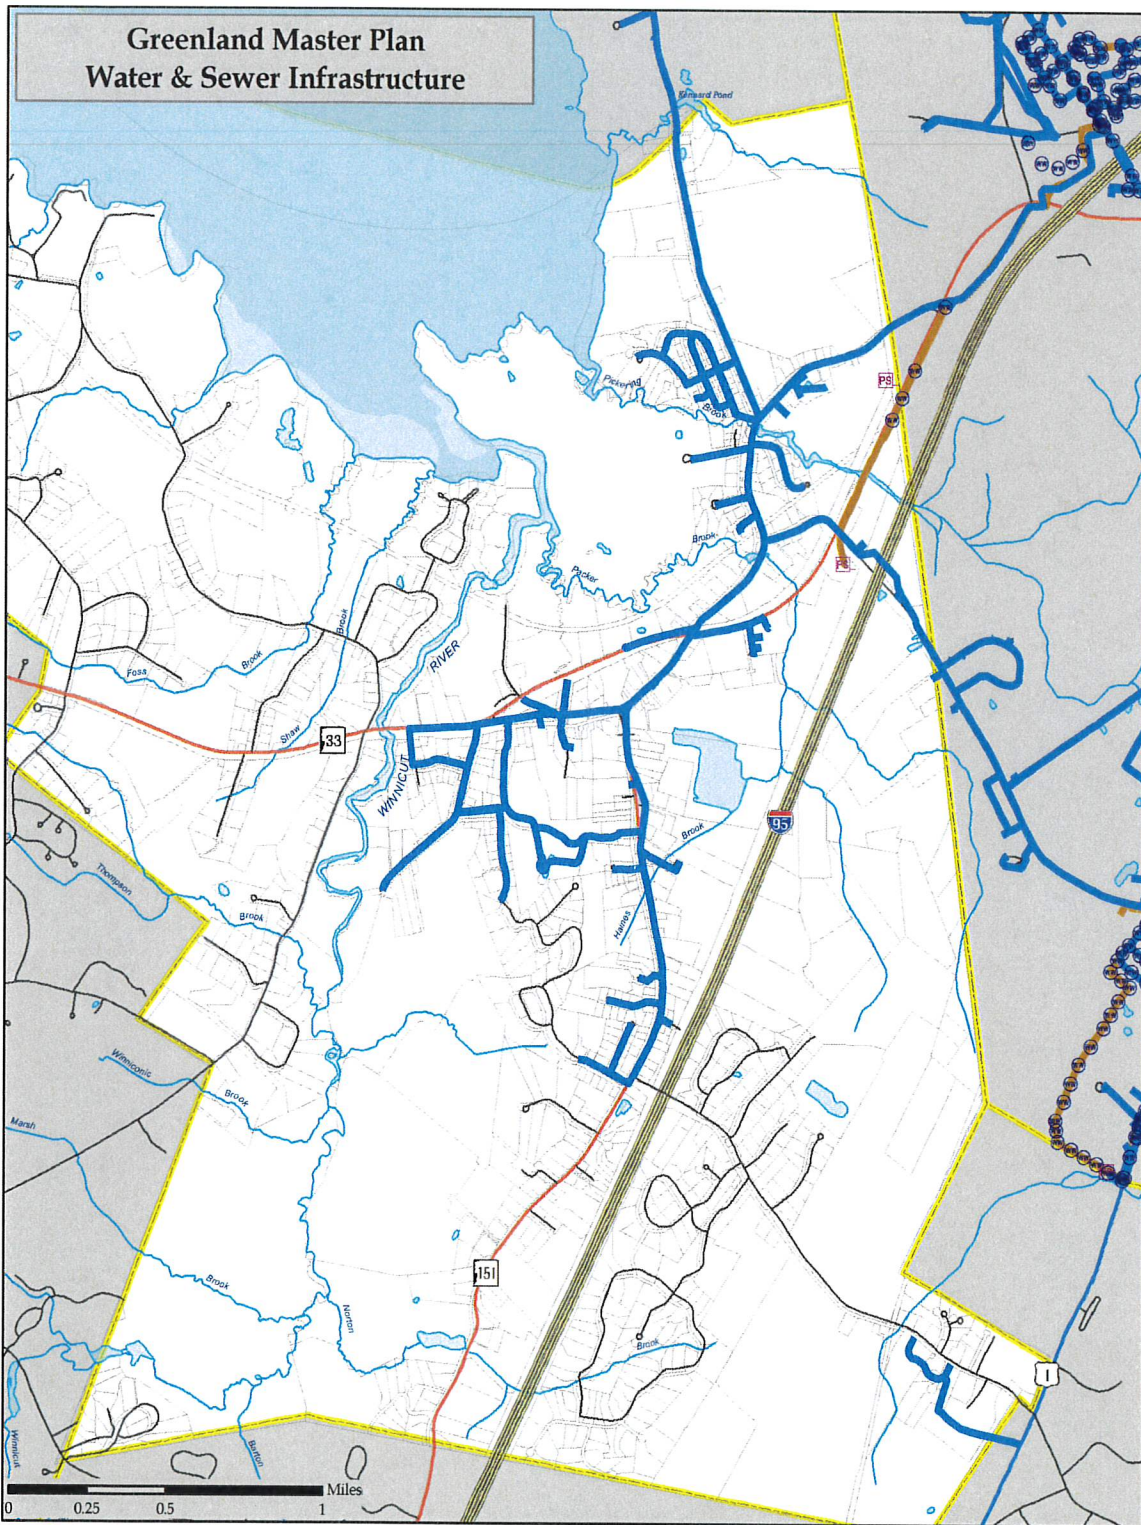 Greenland Master Plan
Water & Sewer Infrastructure
Kennard Pond
Pickering
Brook
PS
PS
Brook
Packer
Foss
Brook
Brook
Shaw
RIVER
33
WINNICUT
95
Brook
Haines
Thompson
Brook
Winniconic
Brook
Marsh
Brook
Norton
151
Brook
1
Winnicut
Barton
Miles
0 0.25 0.5 1